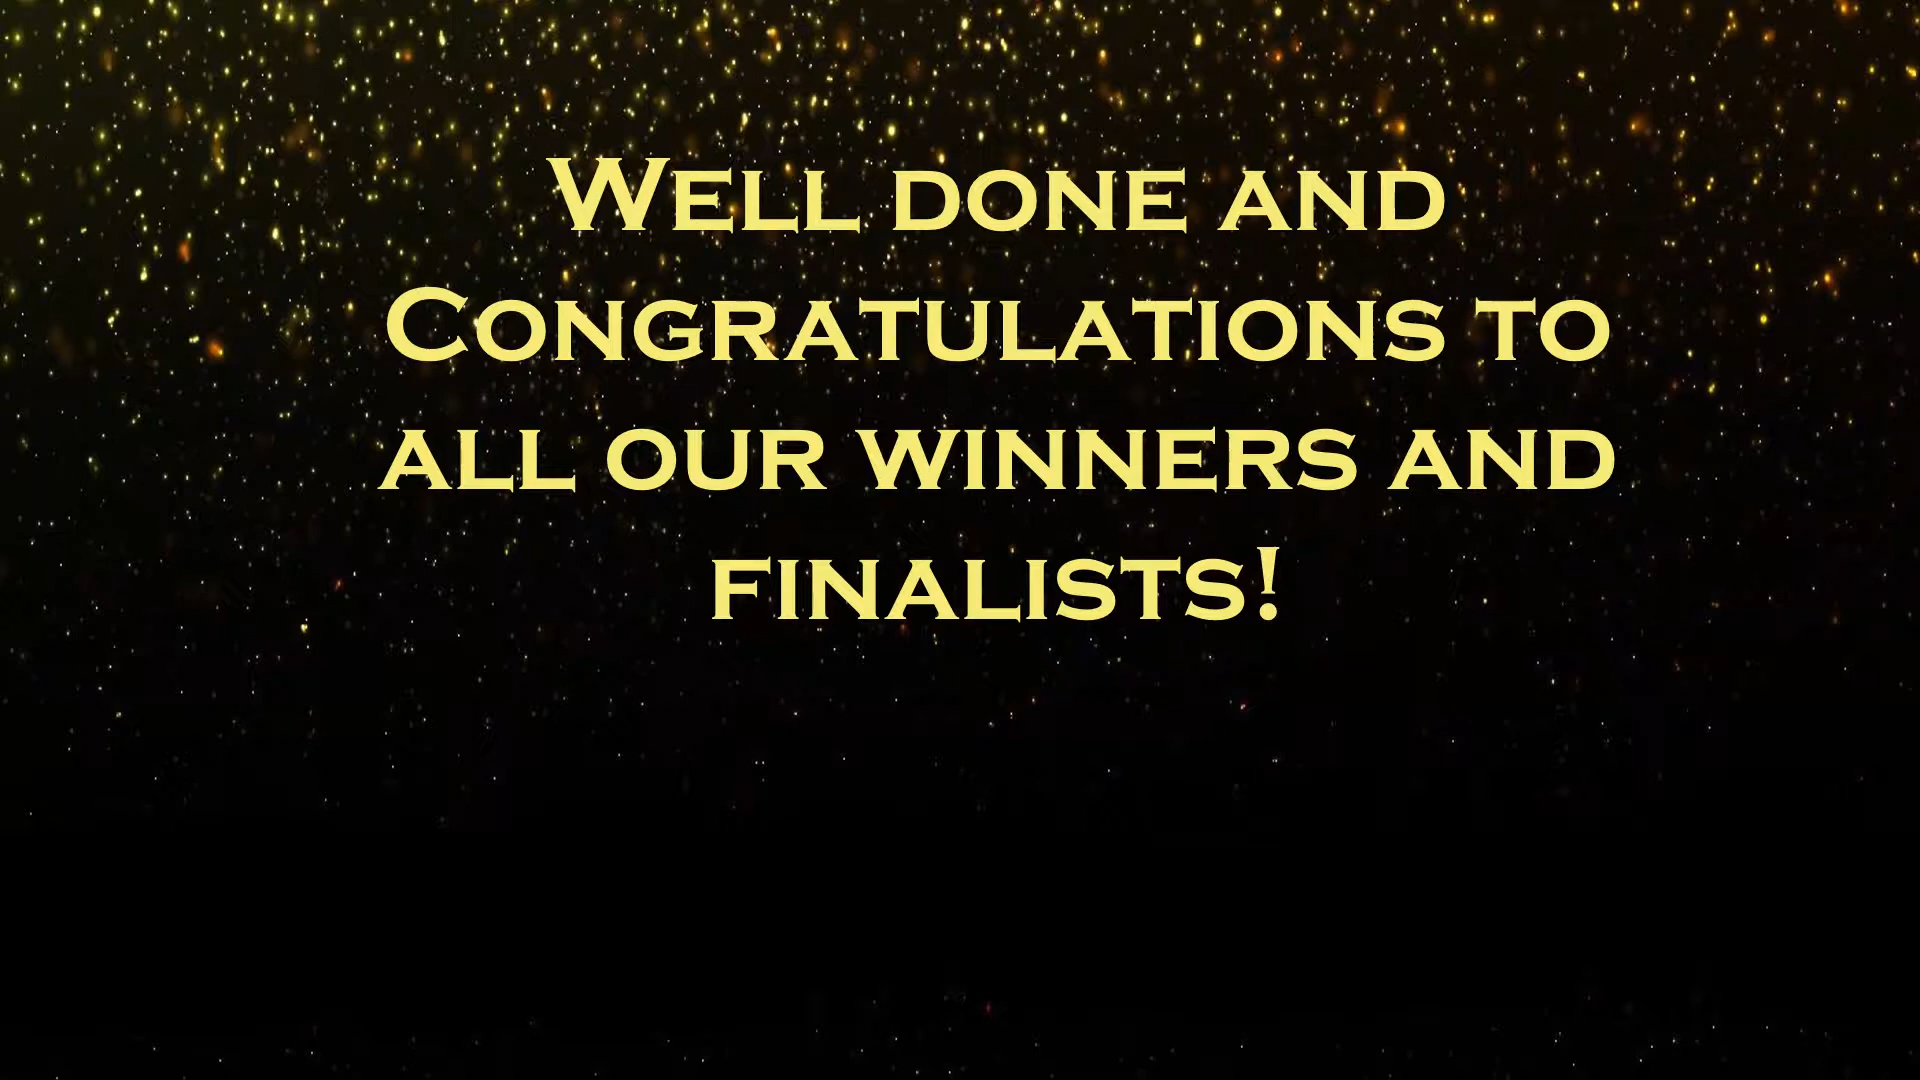 Well done and
Congratulations to
all our winners and
finalists!